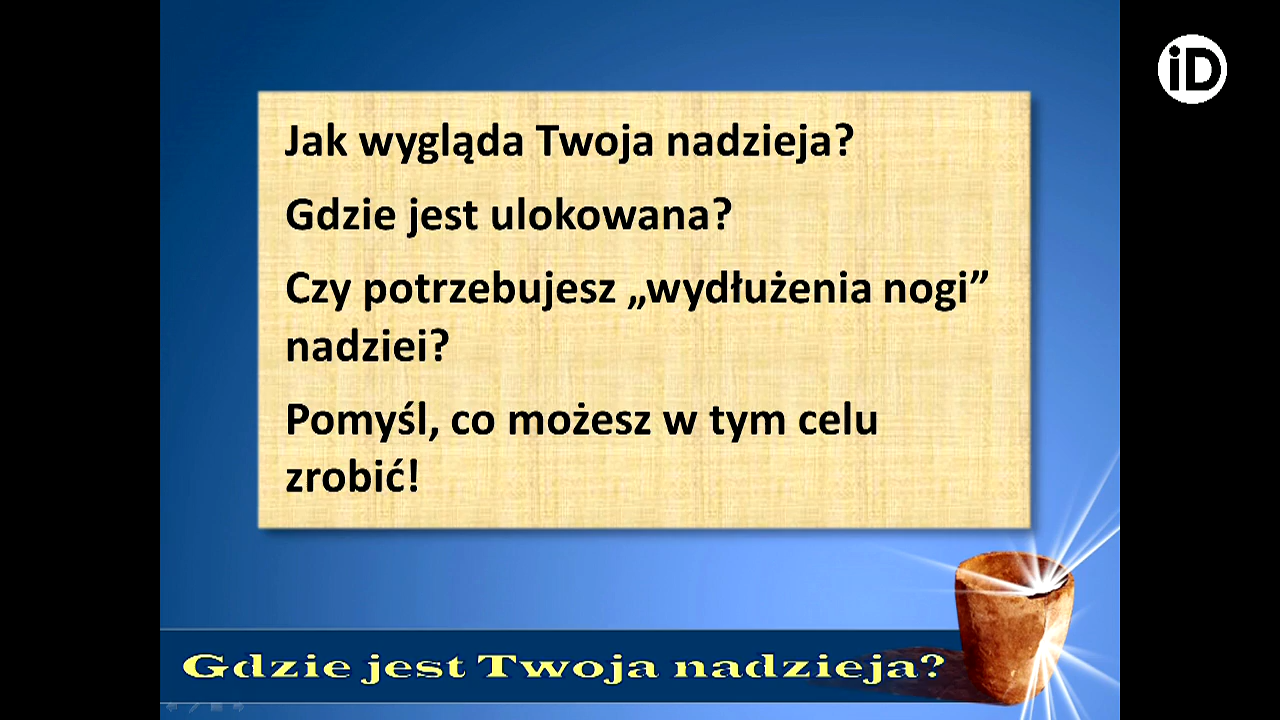 iD
Jak wygląda Twoja nadzieja?
Gdzie jest ulokowana?
Czy potrzebujesz „wydłużenia nogi”
nadziei?
Pomyśl, co możesz w tym celu
zrobić!
Gdzie jest Twoja nadzieja?